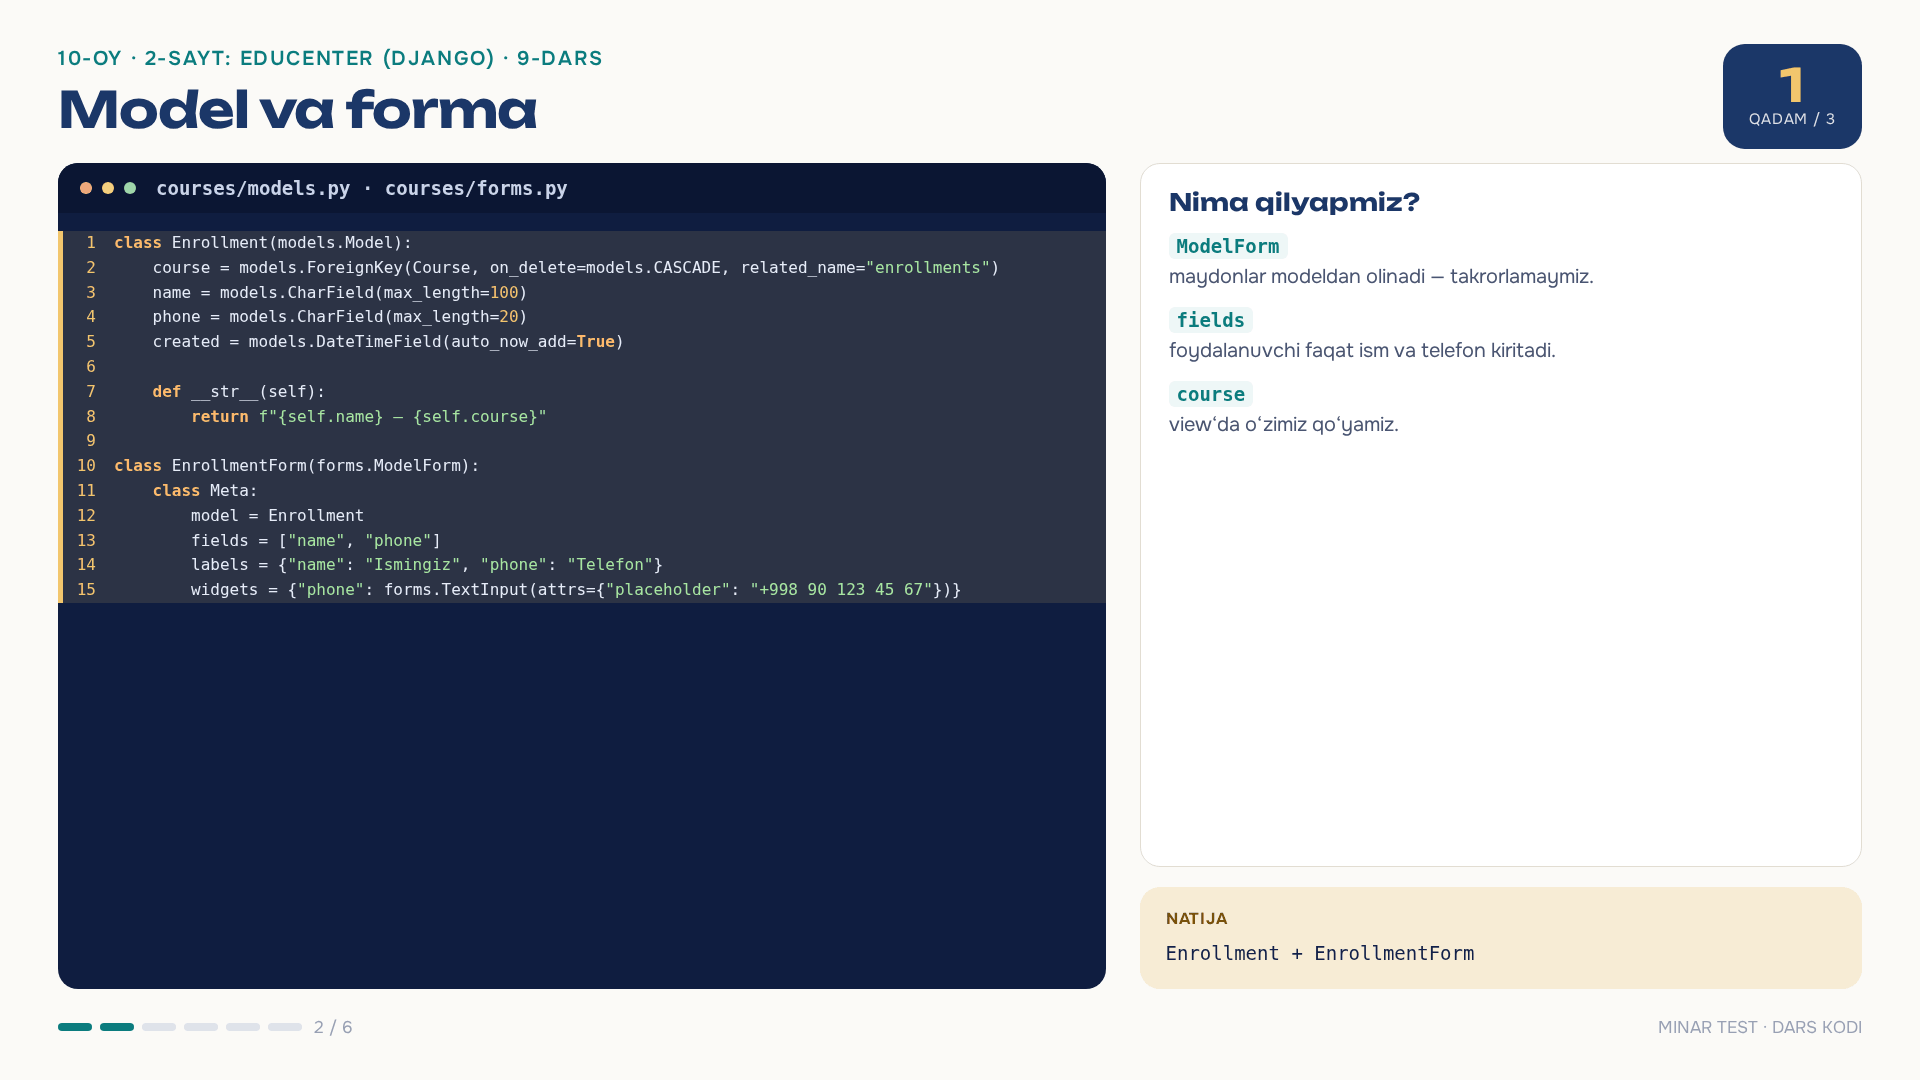 10-OY · 2-SAYT: EDUCENTER (DJANGO) · 9-DARS
Model va forma
1
QADAM / 3
courses/models.py · courses/forms.py
1 class Enrollment(models.Model):
2     course = models.ForeignKey(Course, on_delete=models.CASCADE, related_name="enrollments")
3     name = models.CharField(max_length=100)
4     phone = models.CharField(max_length=20)
5     created = models.DateTimeField(auto_now_add=True)
6
7     def __str__(self):
8         return f"{self.name} — {self.course}"
9
10 class EnrollmentForm(forms.ModelForm):
11     class Meta:
12         model = Enrollment
13         fields = ["name", "phone"]
14         labels = {"name": "Ismingiz", "phone": "Telefon"}
15         widgets = {"phone": forms.TextInput(attrs={"placeholder": "+998 90 123 45 67"})}
Nima qilyapmiz?
ModelForm
maydonlar modeldan olinadi — takrorlamaymiz.
fields
foydalanuvchi faqat ism va telefon kiritadi.
course
view‘da o‘zimiz qo‘yamiz.
NATIJA
Enrollment + EnrollmentForm
2 / 6
MINAR TEST · DARS KODI